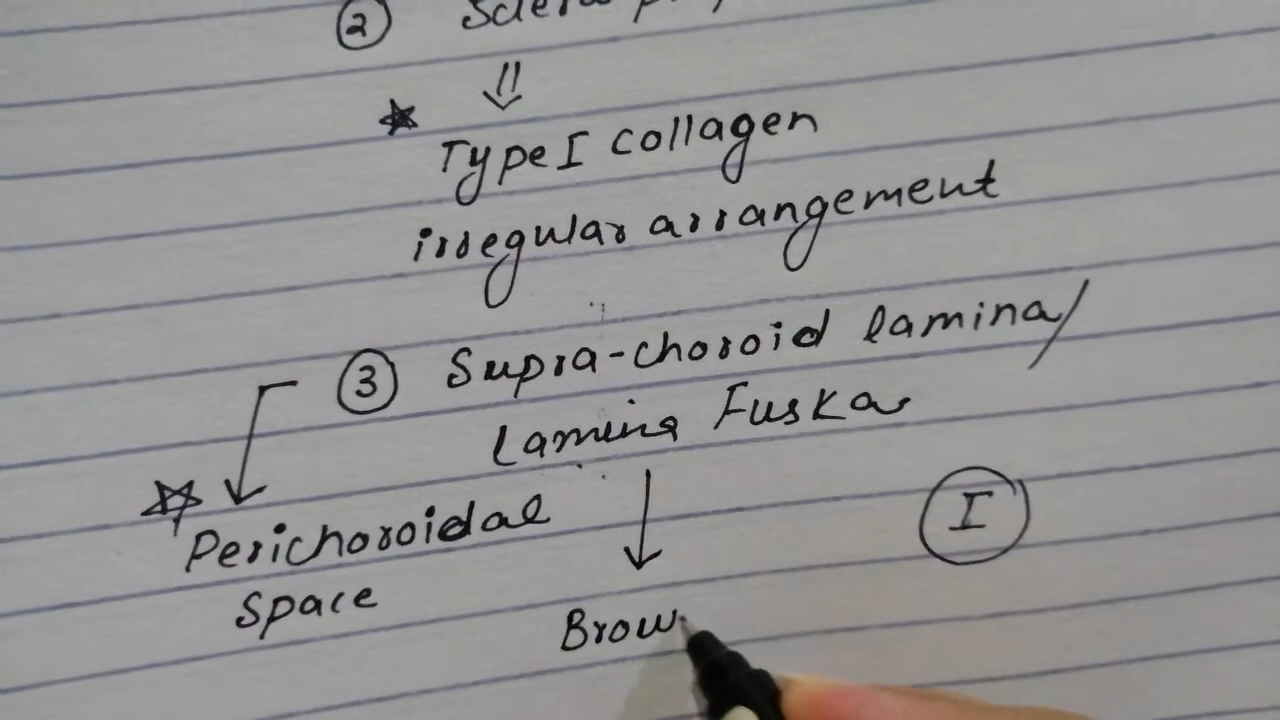 ②
Type I collagen
irregular arrangement
③ Supra-choroid lamina/
Lamina Fuska
I
Perichoroidal
Space
Brow